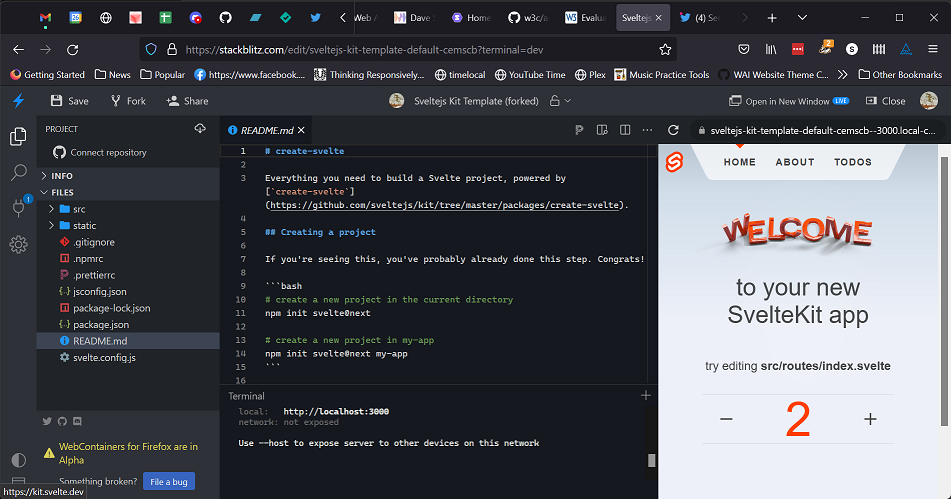 Web A
Dave S
Home
w3c/a
Evalua
Sveltejs
(4) Se
https://stackblitz.com/edit/sveltejs-kit-template-default-cemscb?terminal=dev
2
Getting Started
News
Popular
https://www.facebook....
Thinking Responsively...
timelocal
YouTube Time
Plex
Music Practice Tools
WAI Website Theme C...
Other Bookmarks
Save
Fork
Share
Sveltejs Kit Template (forked)
Open in New Window
LIVE
Close
PROJECT
Connect repository
INFO
FILES
src
static
.gitignore
.npmrc
.prettierrc
jsconfig.json
package-lock.json
package.json
README.md
svelte.config.js
1
WebContainers for Firefox are in
Alpha
Something broken?
File a bug
https://kit.svelte.dev
README.md
1 # create-svelte
2
3 Everything you need to build a Svelte project, powered by
[`create-svelte`]
(https://github.com/sveltejs/kit/tree/master/packages/create-svelte).
4
5 ## Creating a project
6
7 If you're seeing this, you've probably already done this step. Congrats!
8
9 ```bash
10 # create a new project in the current directory
11 npm init svelte@next
12
13 # create a new project in my-app
14 npm init svelte@next my-app
15 ```
16
Terminal
local: http://localhost:3000
network: not exposed
Use --host to expose server to other devices on this network
sveltejs-kit-template-default-cemscb--3000.local-c...
HOME
ABOUT
TODOS
WELCOME
to your new
SvelteKit app
try editing src/routes/index.svelte
− 2 +